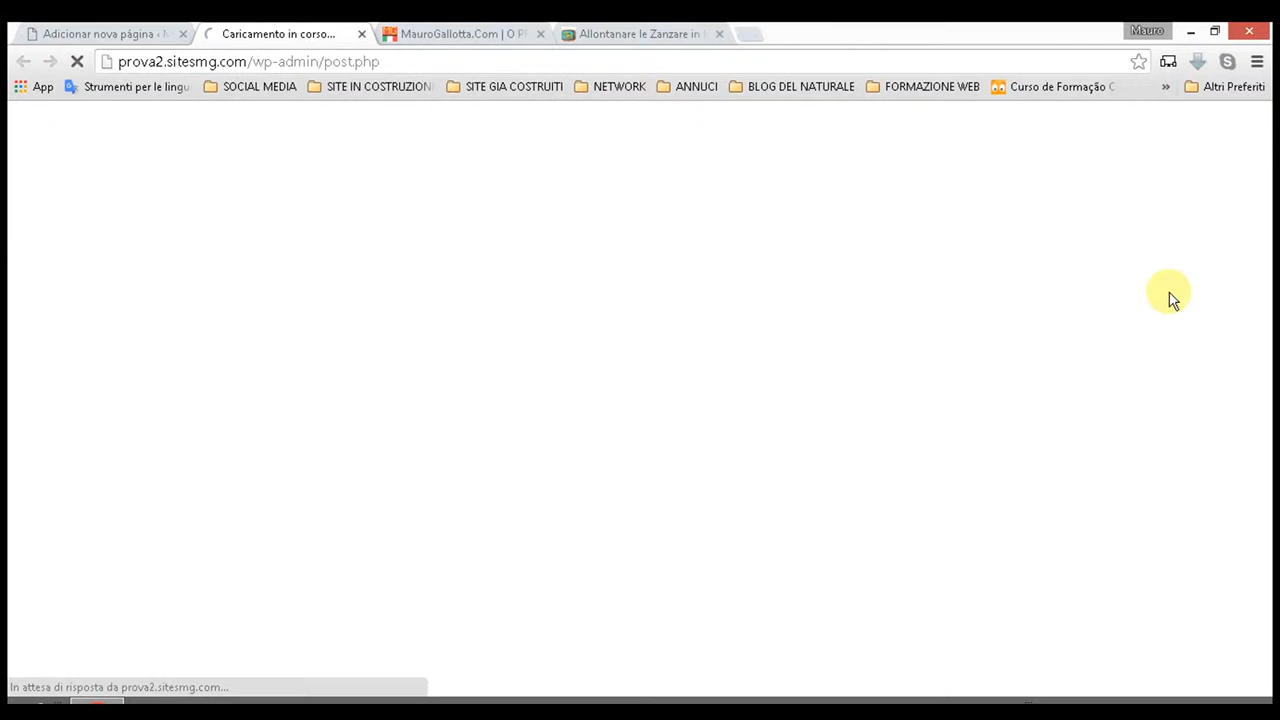 Adicionar nova página ‹
Caricamento in corso...
MauroGallotta.Com | O
Allontanare le Zanzare in
Mauro
prova2.sitesmg.com/wp-admin/post.php
App
Strumenti per le lingu
SOCIAL MEDIA
SITE IN COSTRUZION
SITE GIA COSTRUITI
NETWORK
ANNUCI
BLOG DEL NATURALE
FORMAZIONE WEB
Curso de Formação
»
Altri Preferiti
In attesa di risposta da prova2.sitesmg.com...